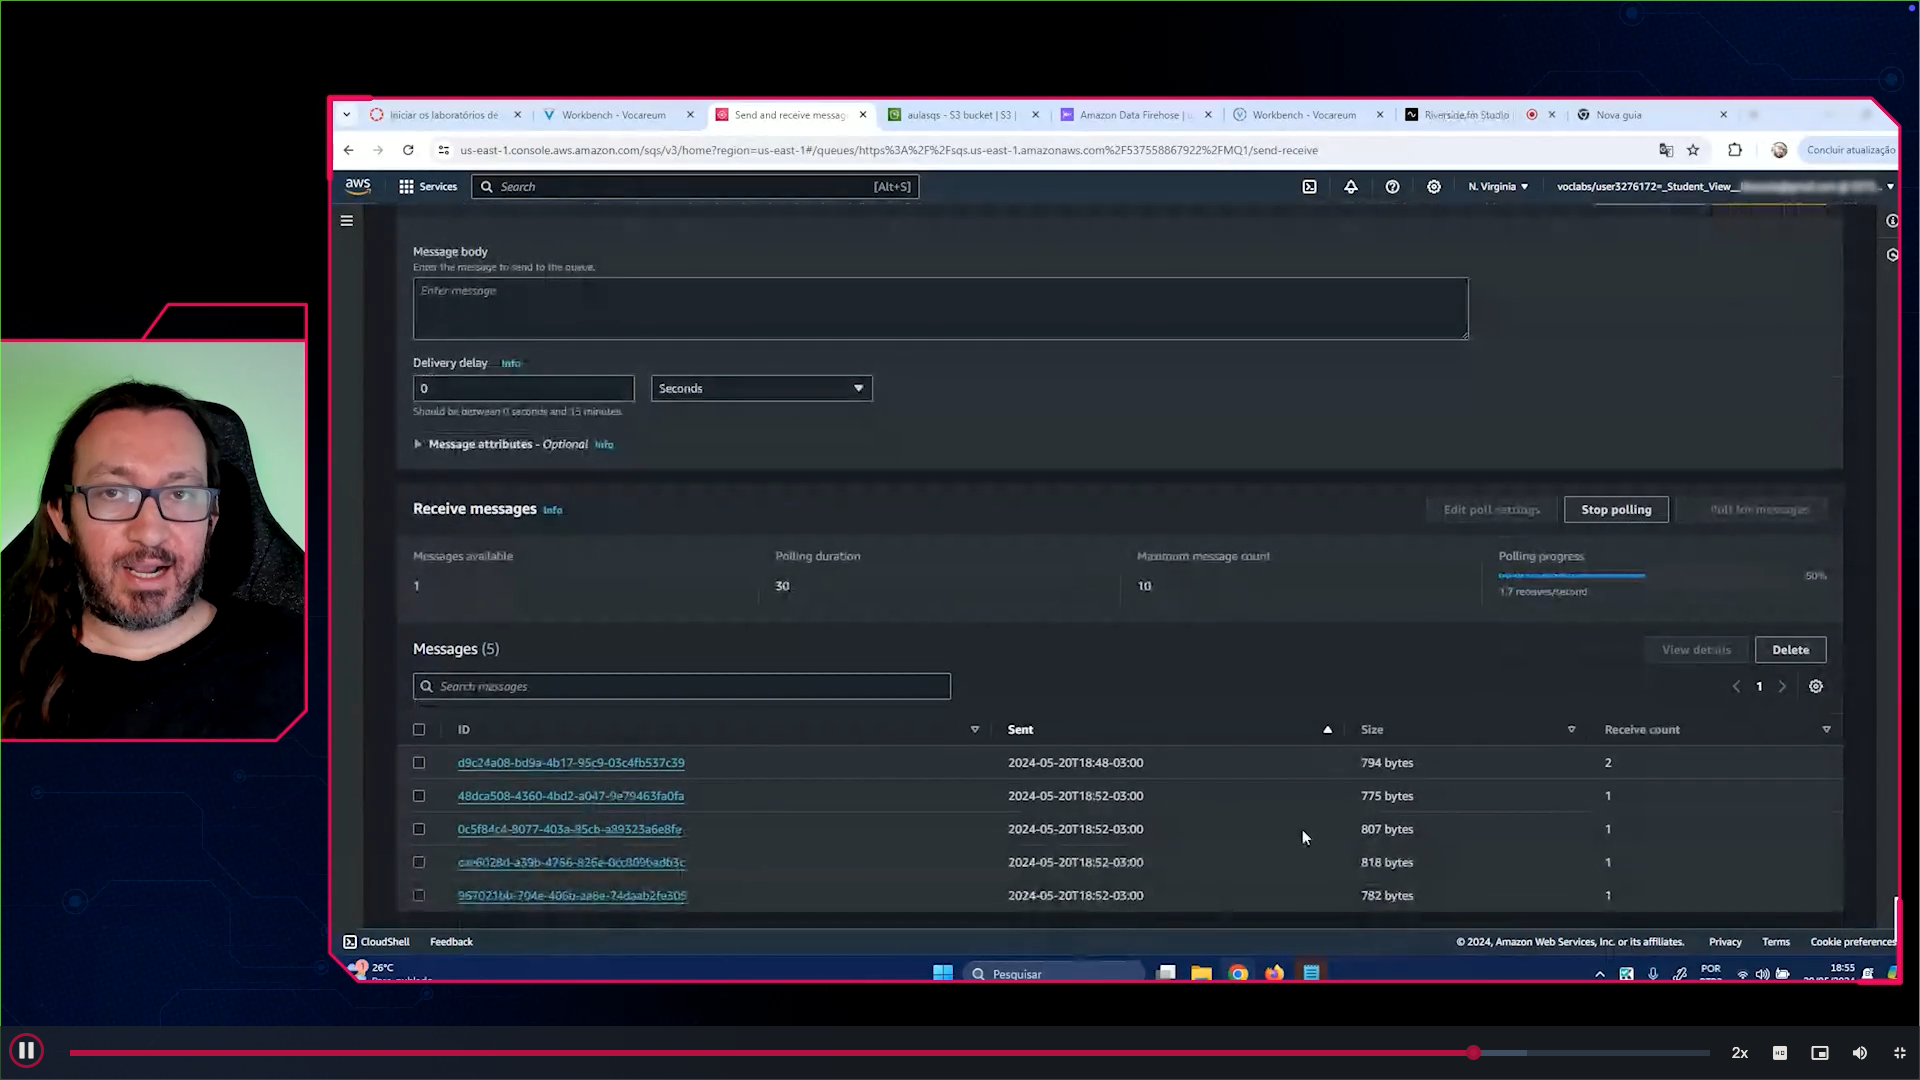 Iniciar os laboratórios de
Workbench - Vocareum
Send and receive messag
aulasqs - S3 bucket | S3 |
Amazon Data Firehose | u
Workbench - Vocareum
Riverside.fm Studio
Nova guia
us-east-1.console.aws.amazon.com/sqs/v3/home?region=us-east-1#/queues/https%3A%2F%2Fsqs.us-east-1.amazonaws.com%2F537558867922%2FMQ1/send-receive
Concluir atualização
aws
Services
Search
[Alt+S]
N. Virginia
voclabs/user3276172=_Student_View_
Message body
Enter the message to send to the queue.
Enter message
Delivery delay Info
0
Seconds
Should be between 0 seconds and 15 minutes.
Message attributes - Optional Info
Receive messages Info
Edit poll settings
Stop polling
Poll for messages
Messages available
1
Polling duration
30
Maximum message count
10
Polling progress
50%
1.7 receives/second
Messages (5)
View details
Delete
Search messages
1
ID Sent Size Receive count
d9c24a08-bd9a-4b17-95c9-03c4fb537c39 2024-05-20T18:48-03:00 794 bytes 2
48dca508-4360-4bd2-a047-9e79463fa0fa 2024-05-20T18:52-03:00 775 bytes 1
0c5f84c4-8077-403a-85cb-a89323a6e8fe 2024-05-20T18:52-03:00 807 bytes 1
2024-05-20T18:52-03:00 818 bytes 1
2024-05-20T18:52-03:00 782 bytes 1
CloudShell
Feedback
© 2024, Amazon Web Services, Inc. or its affiliates.
Privacy
Terms
Cookie preferences
26°C
Pesquisar
POR
18:55
2x